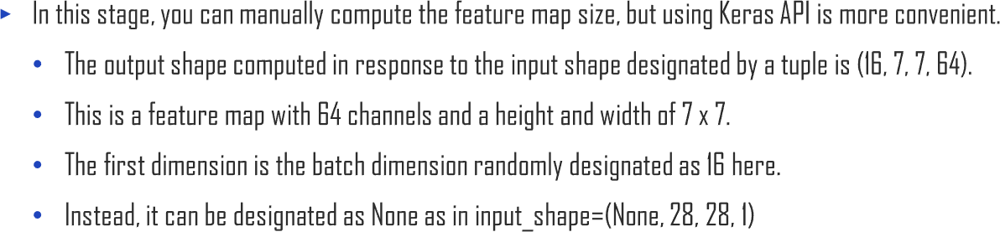 ► In this stage, you can manually compute the feature map size, but using Keras API is more convenient.
• The output shape computed in response to the input shape designated by a tuple is (16, 7, 7, 64).
• This is a feature map with 64 channels and a height and width of 7 x 7.
• The first dimension is the batch dimension randomly designated as 16 here.
• Instead, it can be designated as None as in input_shape=(None, 28, 28, 1)